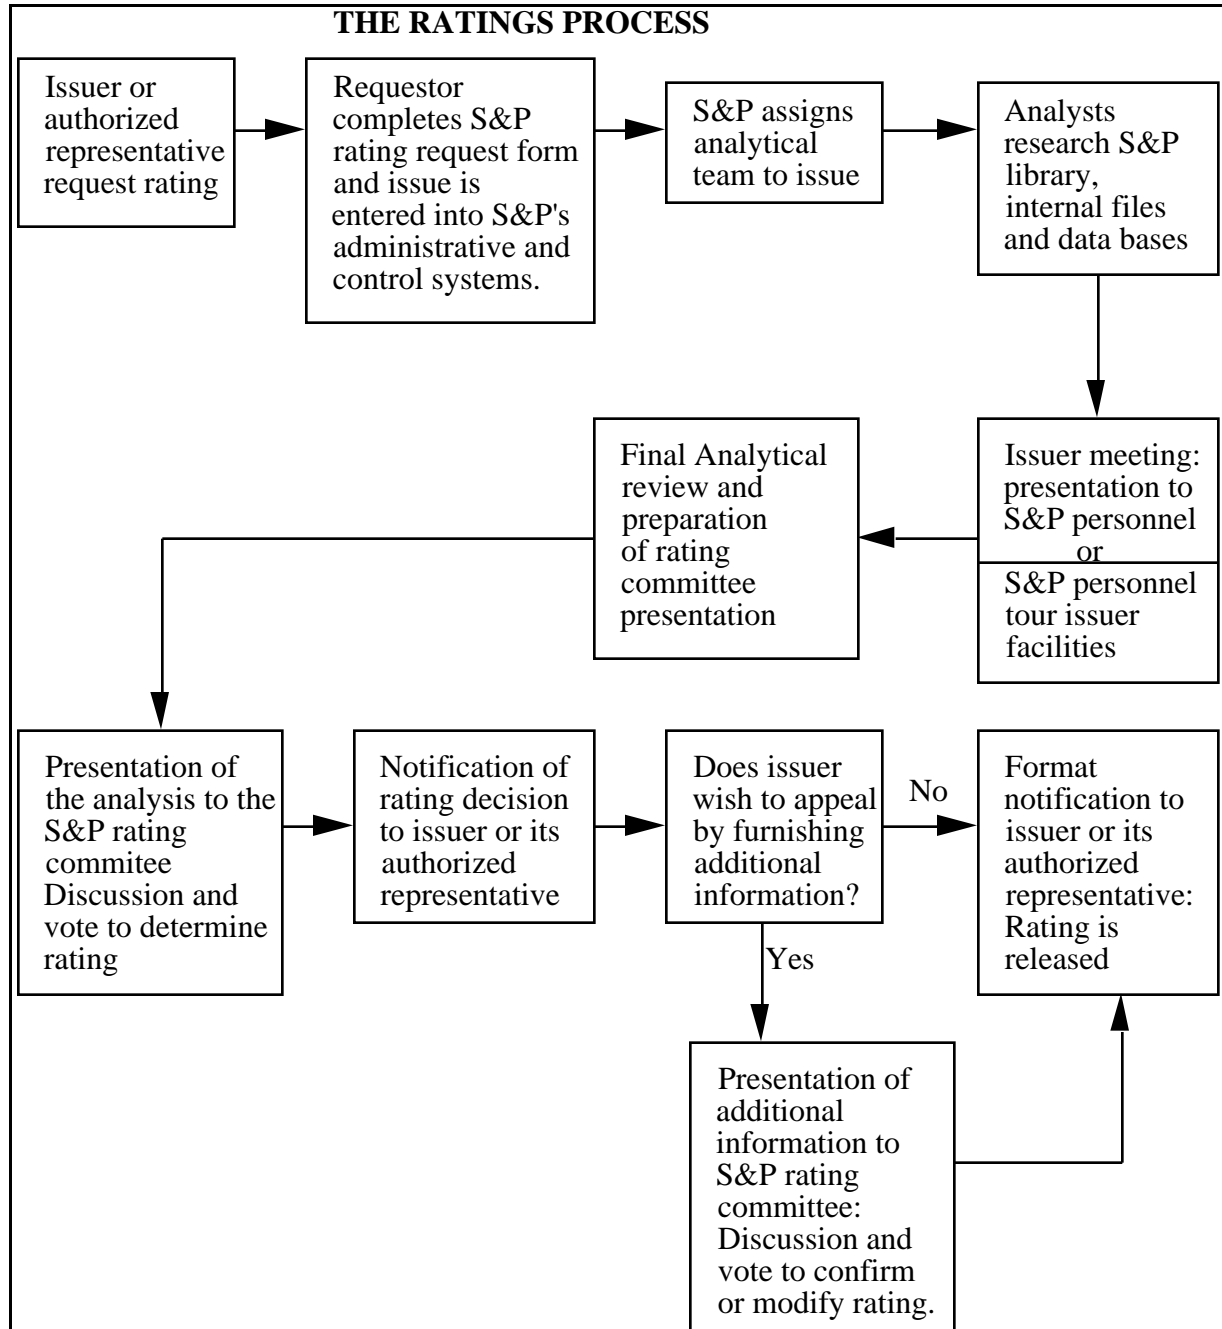 THE RATINGS PROCESS
Issuer or
authorized
representative
request rating
Requestor
completes S&P
rating request form
and issue is
entered into S&P's
administrative and
control systems.
S&P assigns
analytical
team to issue
Analysts
research S&P
library,
internal files
and data bases
Issuer meeting:
presentation to
S&P personnel
or
S&P personnel
tour issuer
facilities
Final Analytical
review and
preparation
of rating
committee
presentation
Presentation of
the analysis to the
S&P rating
commitee
Discussion and
vote to determine
rating
Notification of
rating decision
to issuer or its
authorized
representative
Does issuer
wish to appeal
by furnishing
additional
information?
No
Format
notification to
issuer or its
authorized
representative:
Rating is
released
Yes
Presentation of
additional
information to
S&P rating
committee:
Discussion and
vote to confirm
or modify rating.